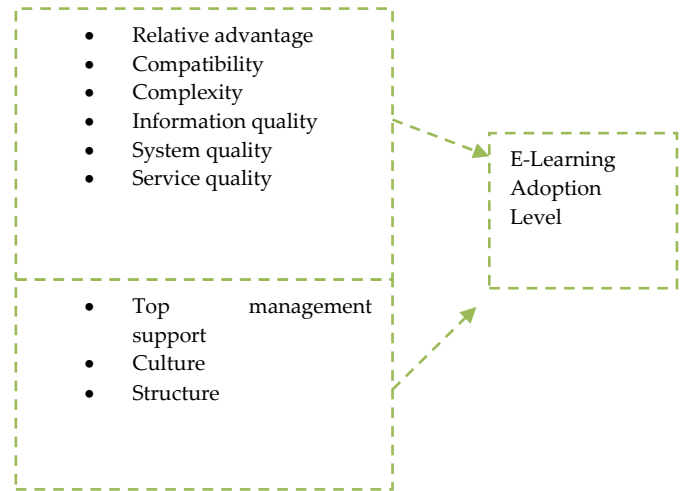 • Relative advantage
• Compatibility
• Complexity
• Information quality
• System quality
• Service quality
E-Learning
Adoption
Level
• Top management
support
• Culture
• Structure